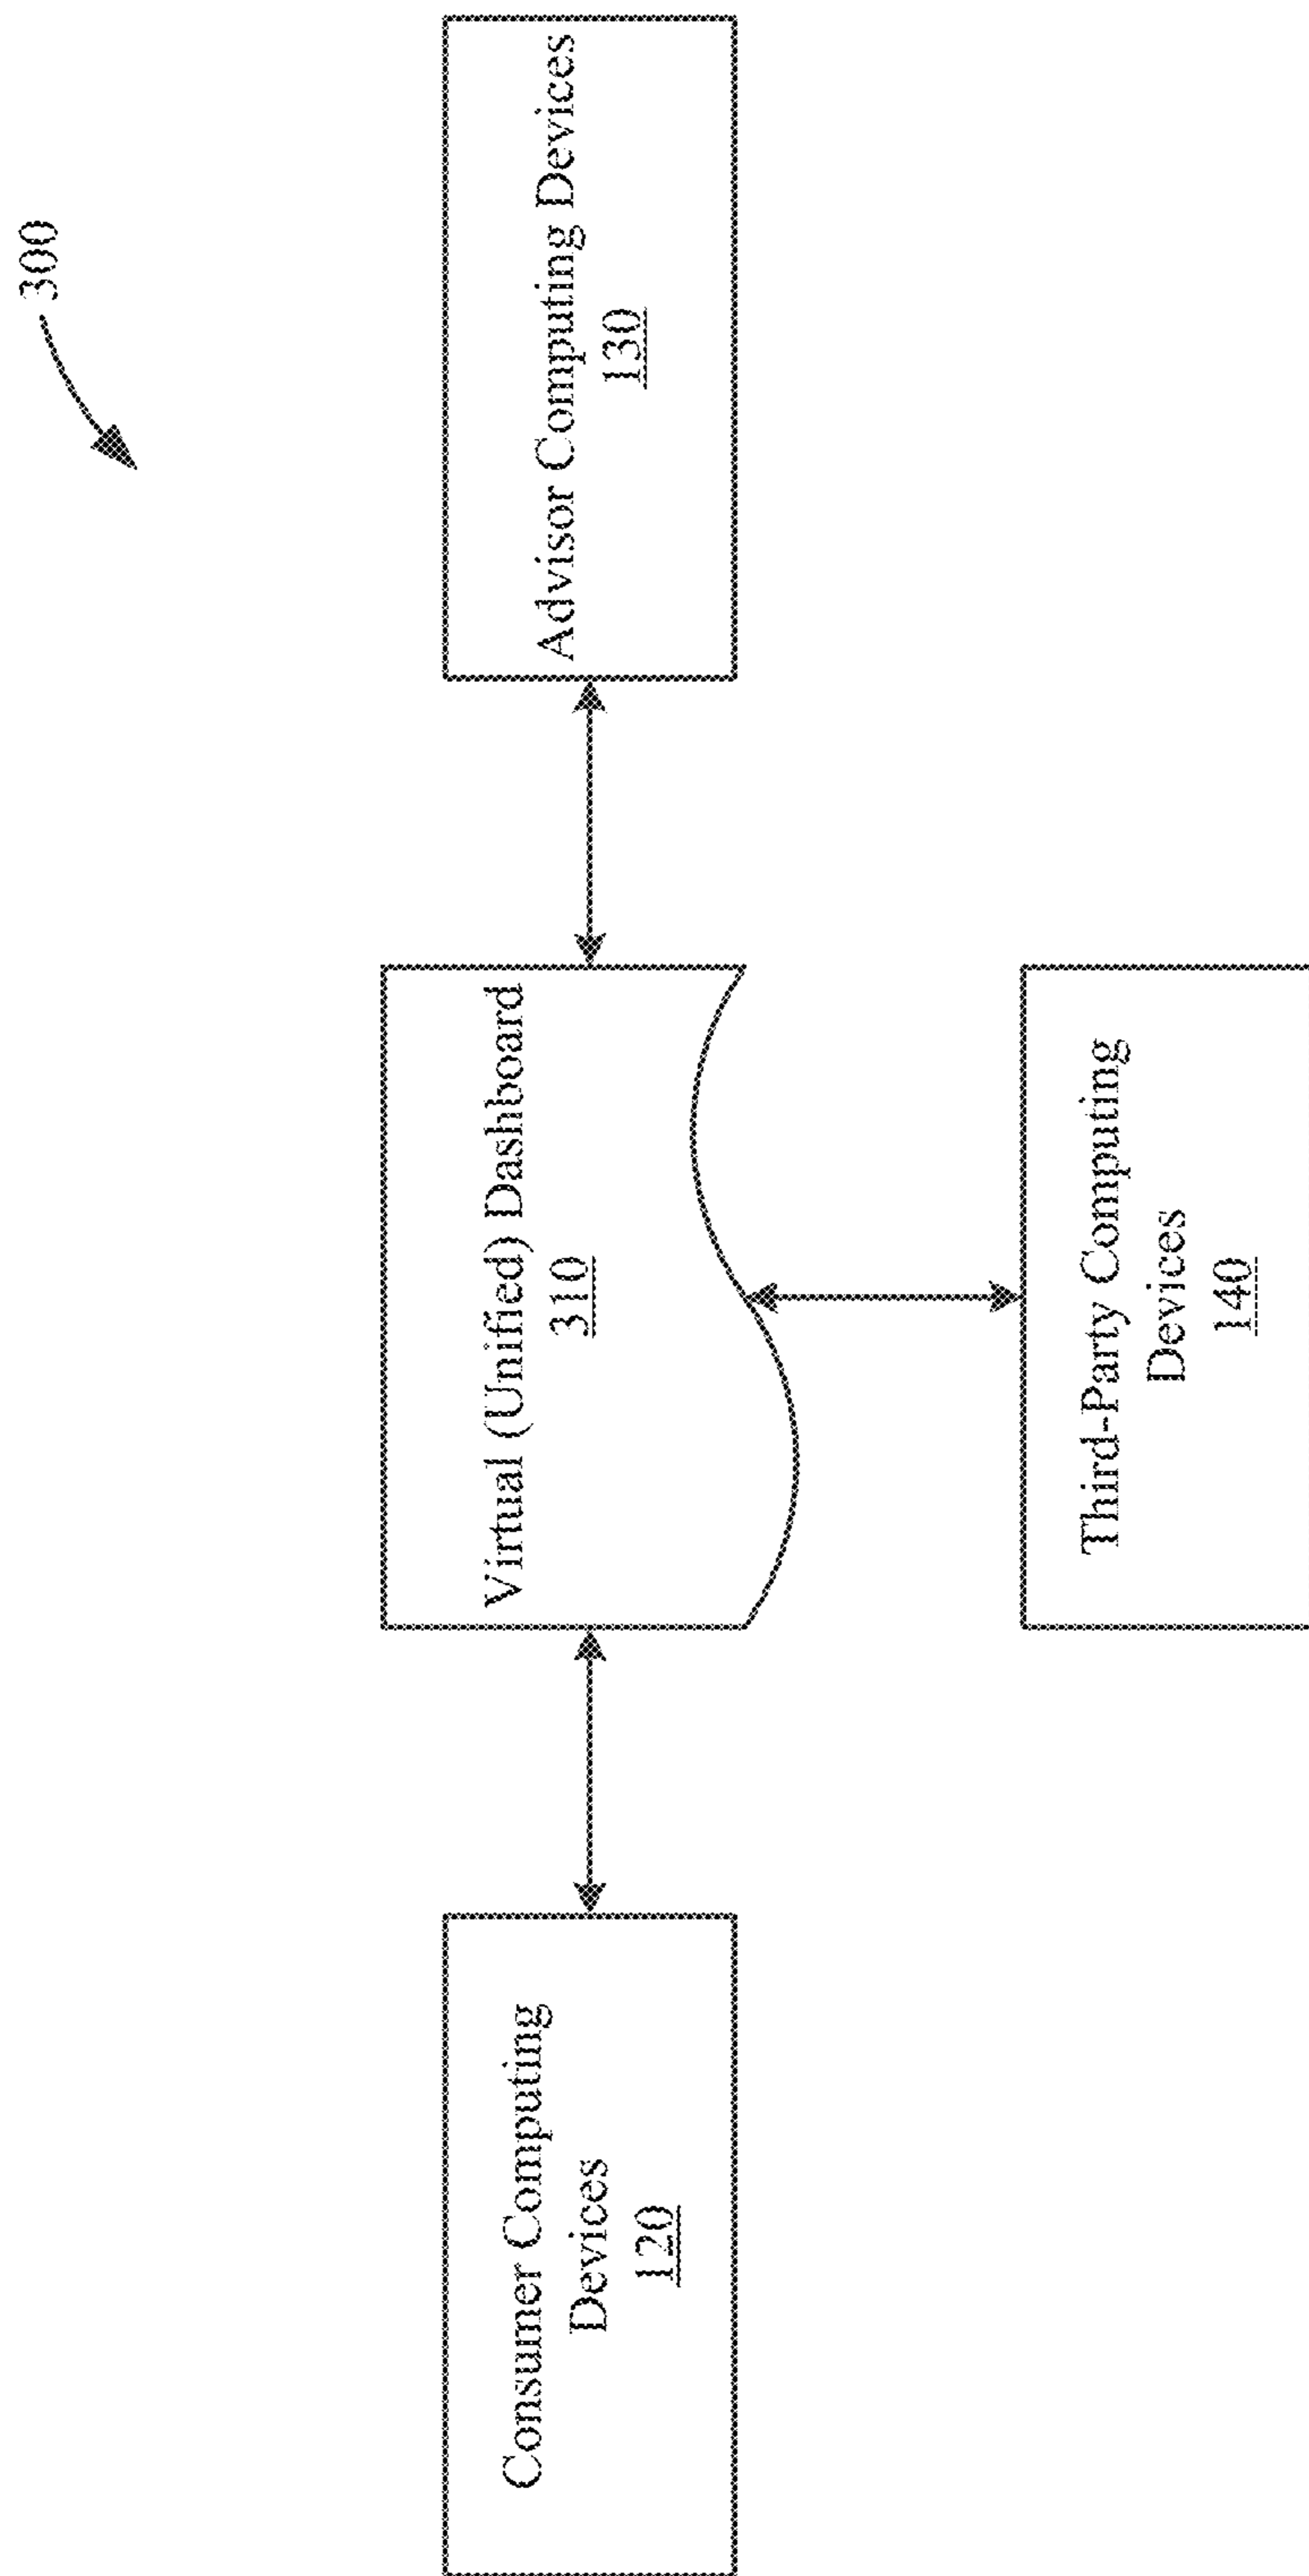 300
Consumer Computing
Devices
120
Virtual (Unified) Dashboard
310
Advisor Computing Devices
130
Third-Party Computing
Devices
140